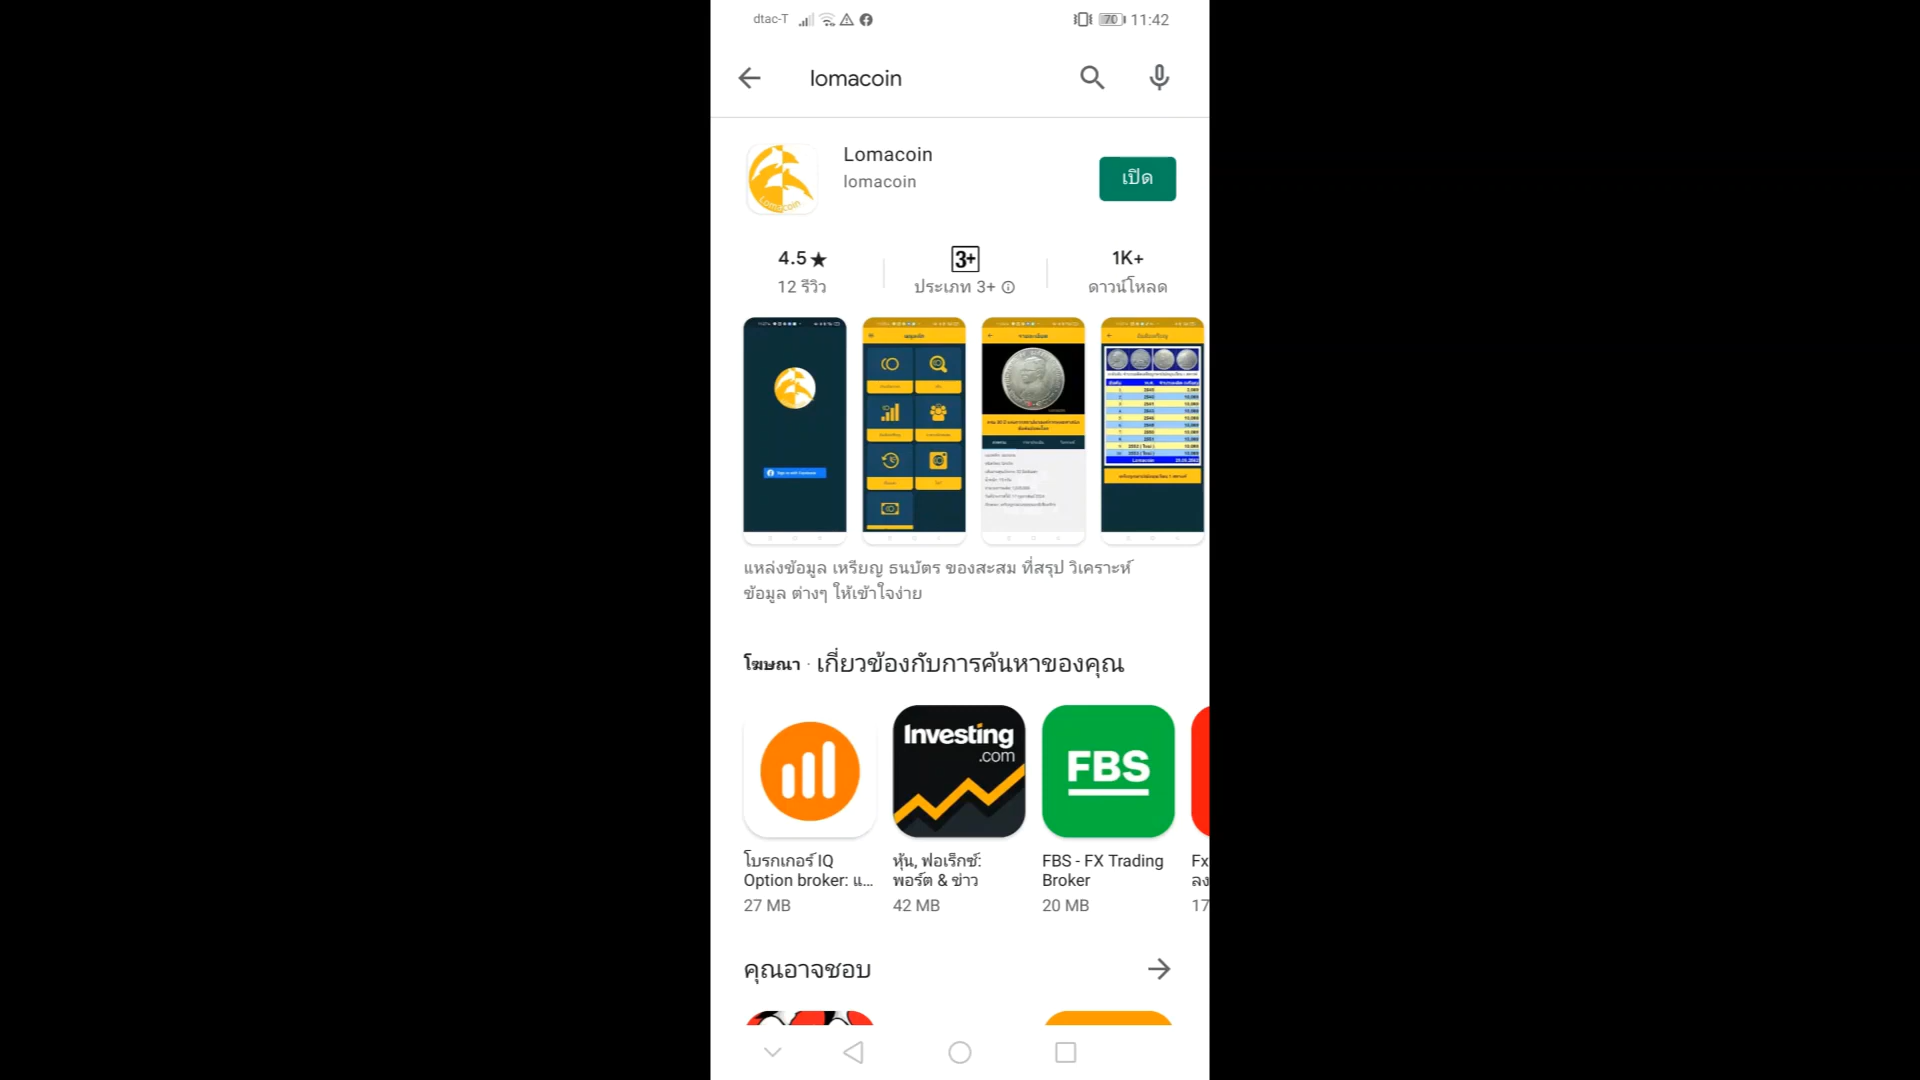 dtac-T 70 11:42
lomacoin
Lomacoin
lomacoin
เปิด
4.5★
12 รีวิว
3+
ประเภท 3+
1K+
ดาวน์โหลด
แหล่งข้อมูล เหรียญ ธนบัตร ของสะสม ที่สรุป วิเคราะห์
ข้อมูล ต่างๆ ให้เข้าใจง่าย
โฆษณา · เกี่ยวข้องกับการค้นหาของคุณ
Investing
.com
FBS
โบรกเกอร์ IQ
Option broker: แ...
27 MB
หุ้น, ฟอเร็กซ์:
พอร์ต & ข่าว
42 MB
FBS - FX Trading
Broker
20 MB
Fx
ลง
17
คุณอาจชอบ